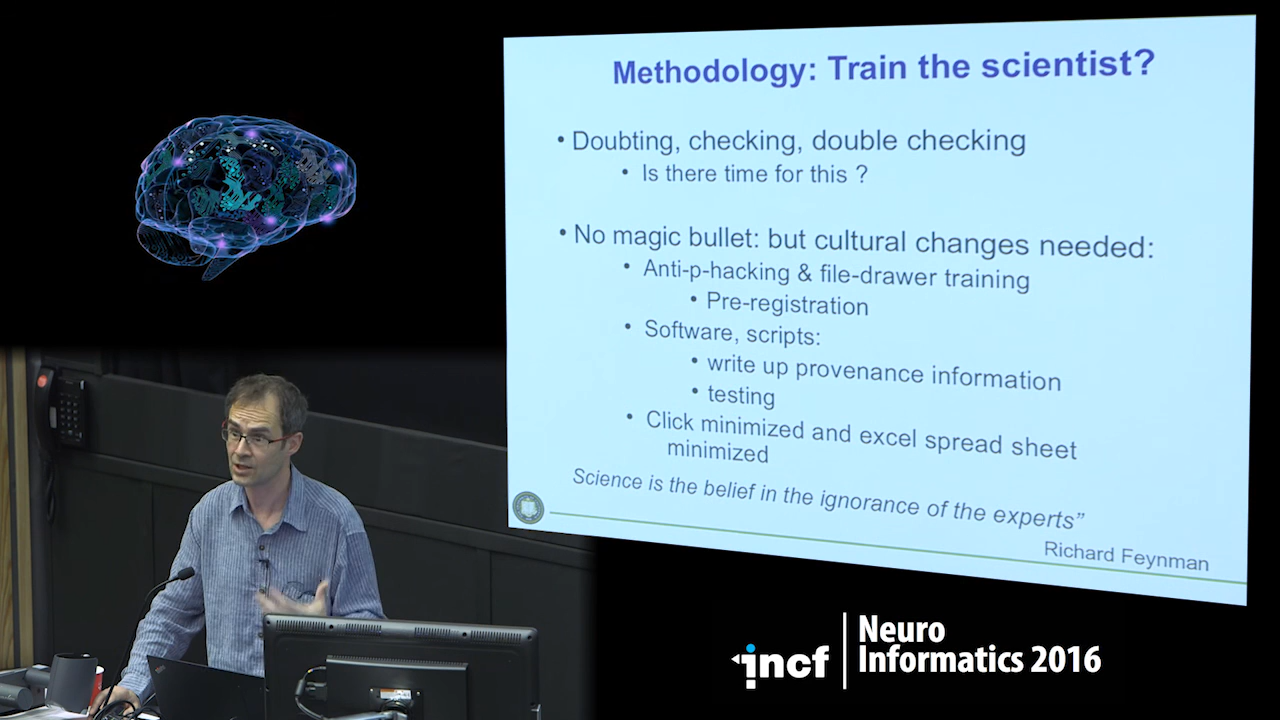 Methodology: Train the scientist?
• Doubting, checking, double checking
• Is there time for this ?
• No magic bullet: but cultural changes needed:
• Anti-p-hacking & file-drawer training
• Pre-registration
• Software, scripts:
• write up provenance information
• testing
• Click minimized and excel spread sheet
minimized
Science is the belief in the ignorance of the experts”
Richard Feynman
incf
Neuro
Informatics 2016